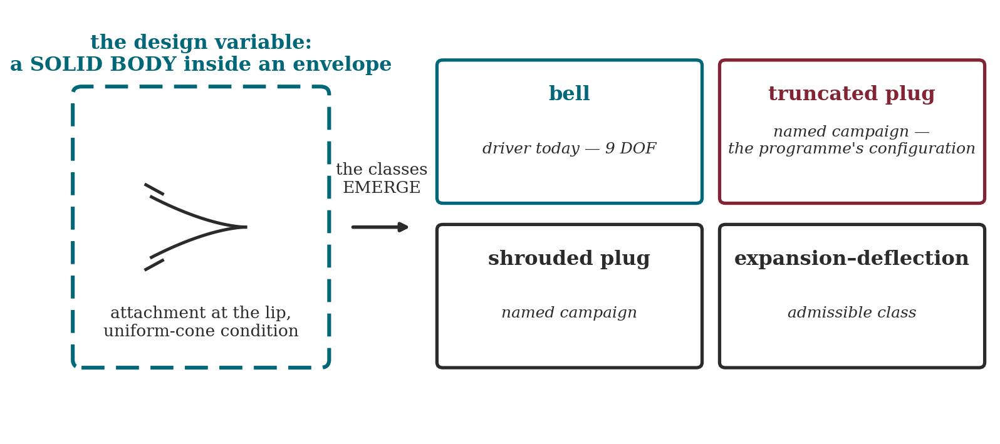 the design variable:
a SOLID BODY inside an envelope
attachment at the lip,
uniform-cone condition
the classes
EMERGE
bell
driver today — 9 DOF
truncated plug
named campaign —
the programme's configuration
shrouded plug
named campaign
expansion–deflection
admissible class